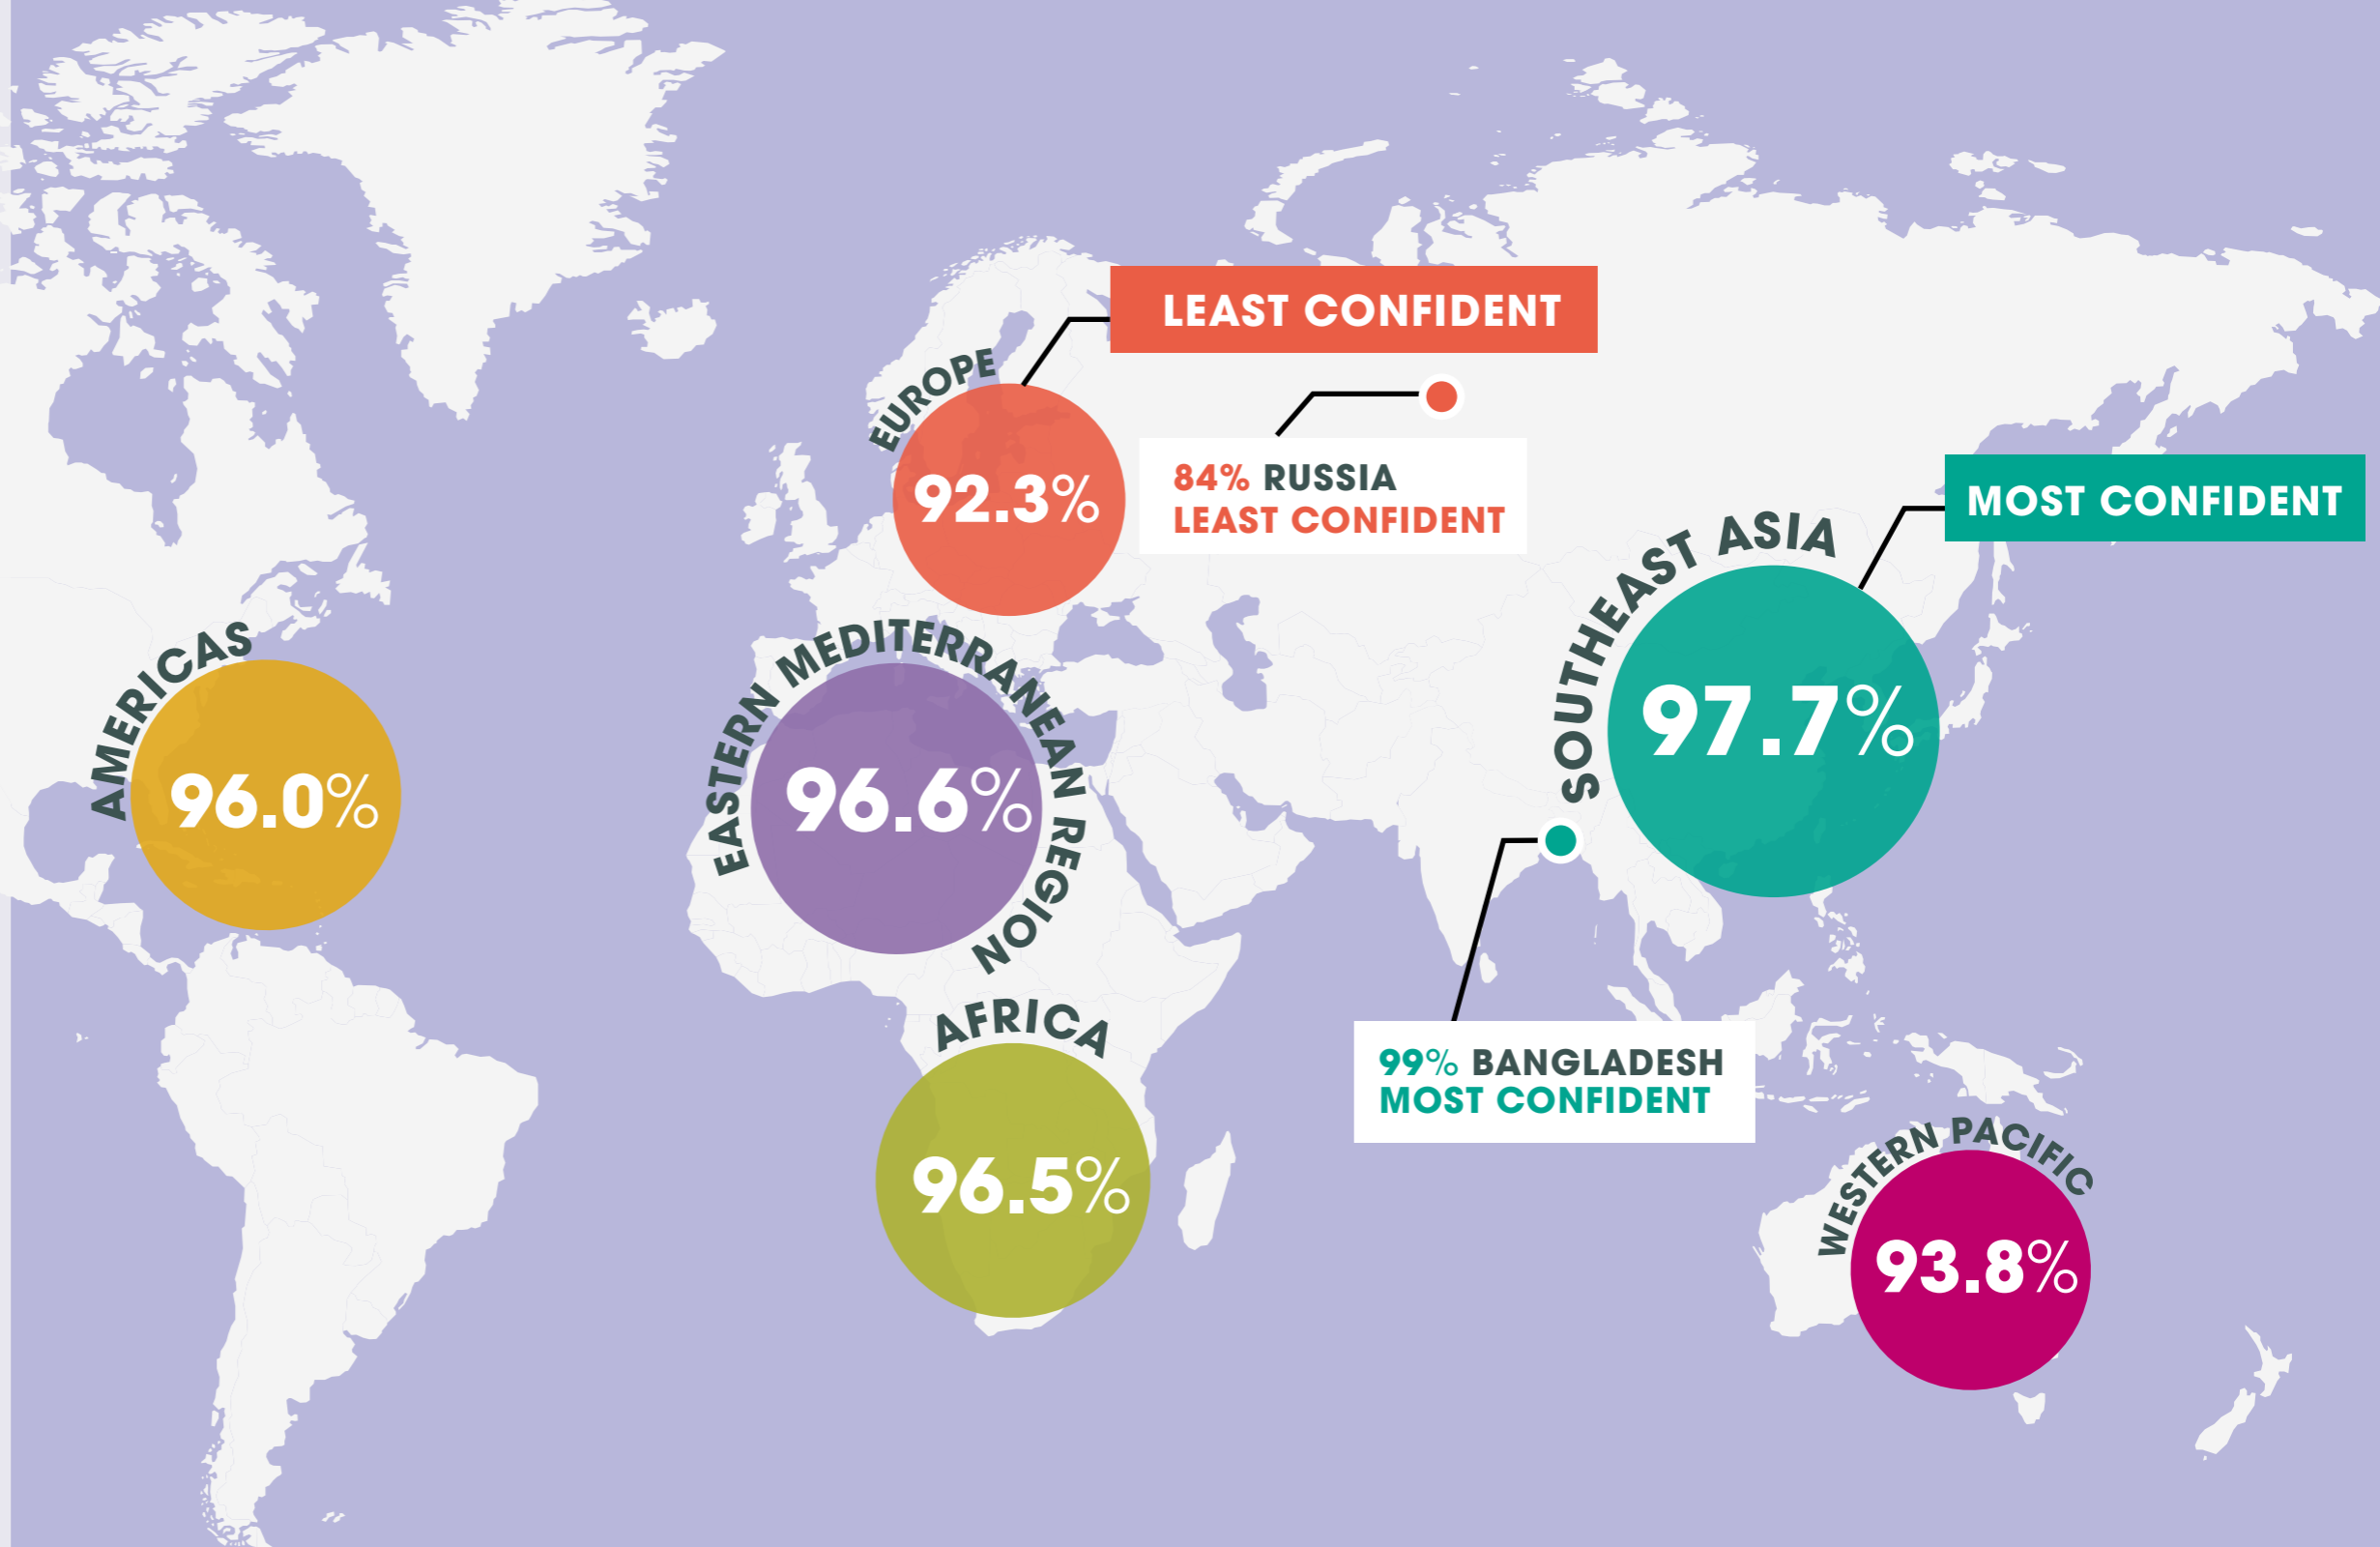 LEAST CONFIDENT
EUROPE
92.3%
84% RUSSIA
LEAST CONFIDENT
MOST CONFIDENT
SOUTHEAST ASIA
97.7%
AMERICAS
96.0%
EASTERN MEDITERRANEAN REGION
96.6%
AFRICA
96.5%
99% BANGLADESH
MOST CONFIDENT
WESTERN PACIFIC
93.8%